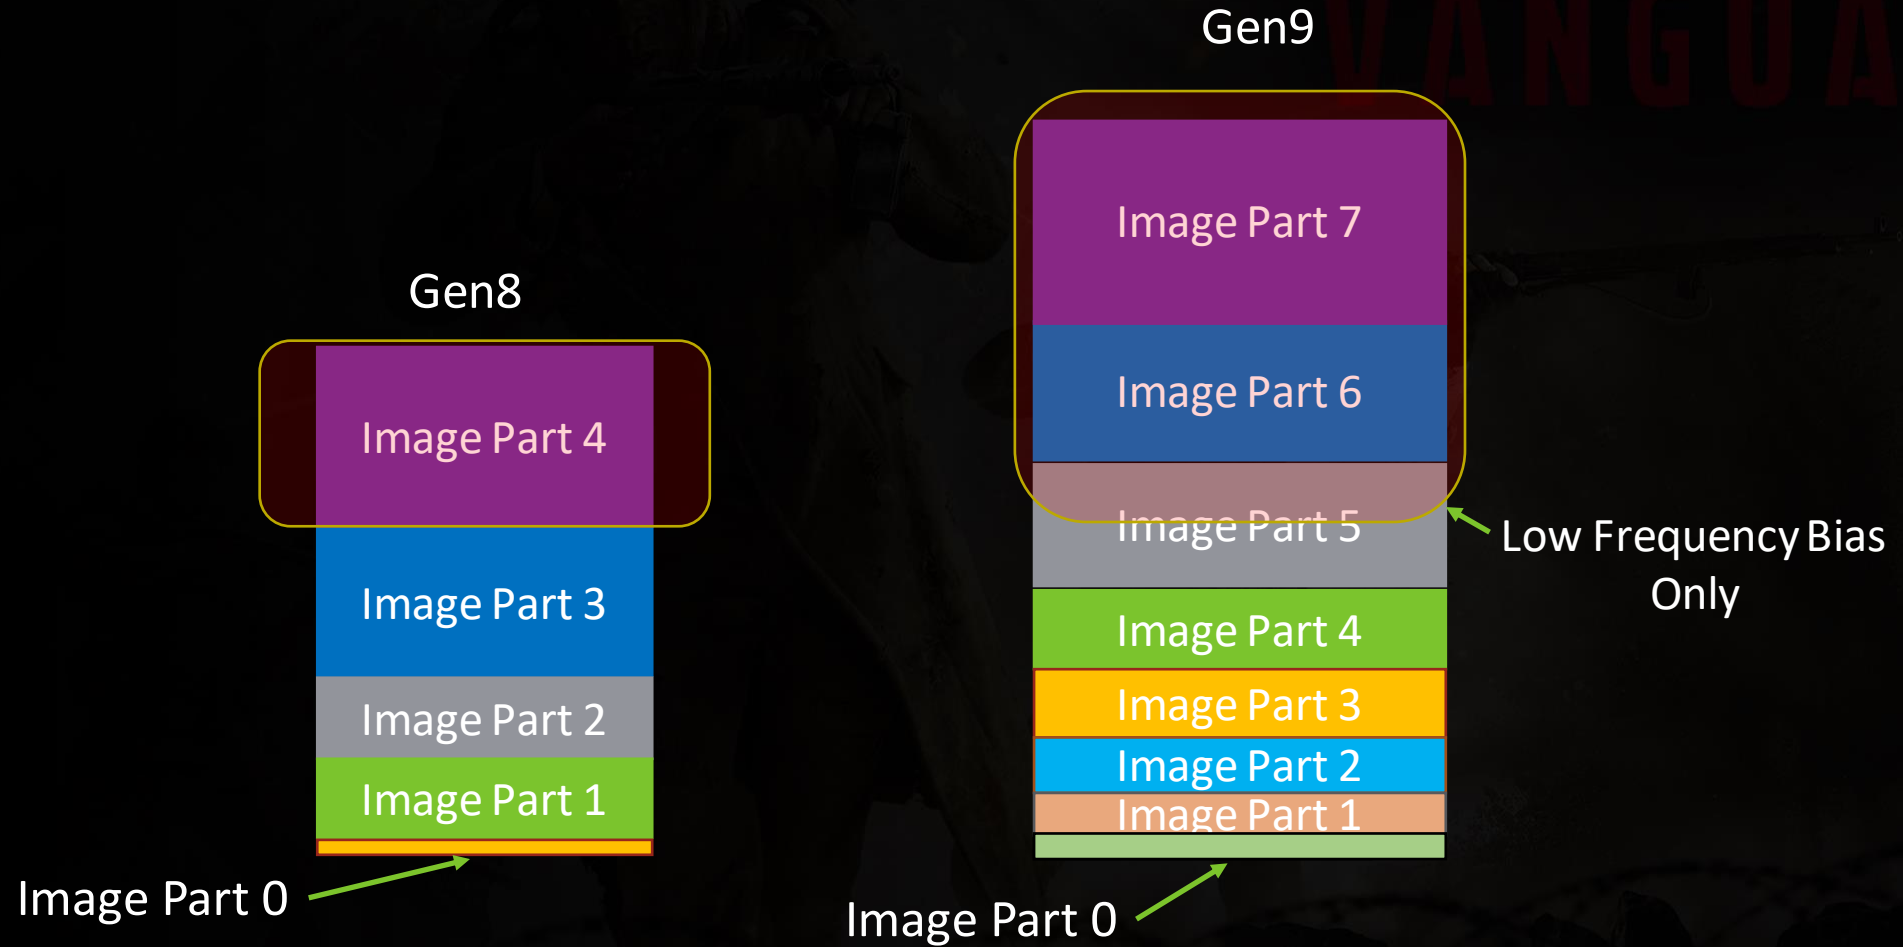 Gen9
VANGUA
Image Part 7
Image Part 6
Image Part 5
Image Part 4
Image Part 3
Image Part 2
Image Part 1
Image Part 0
Low Frequency Bias
Only
Gen8
Image Part 4
Image Part 3
Image Part 2
Image Part 1
Image Part 0